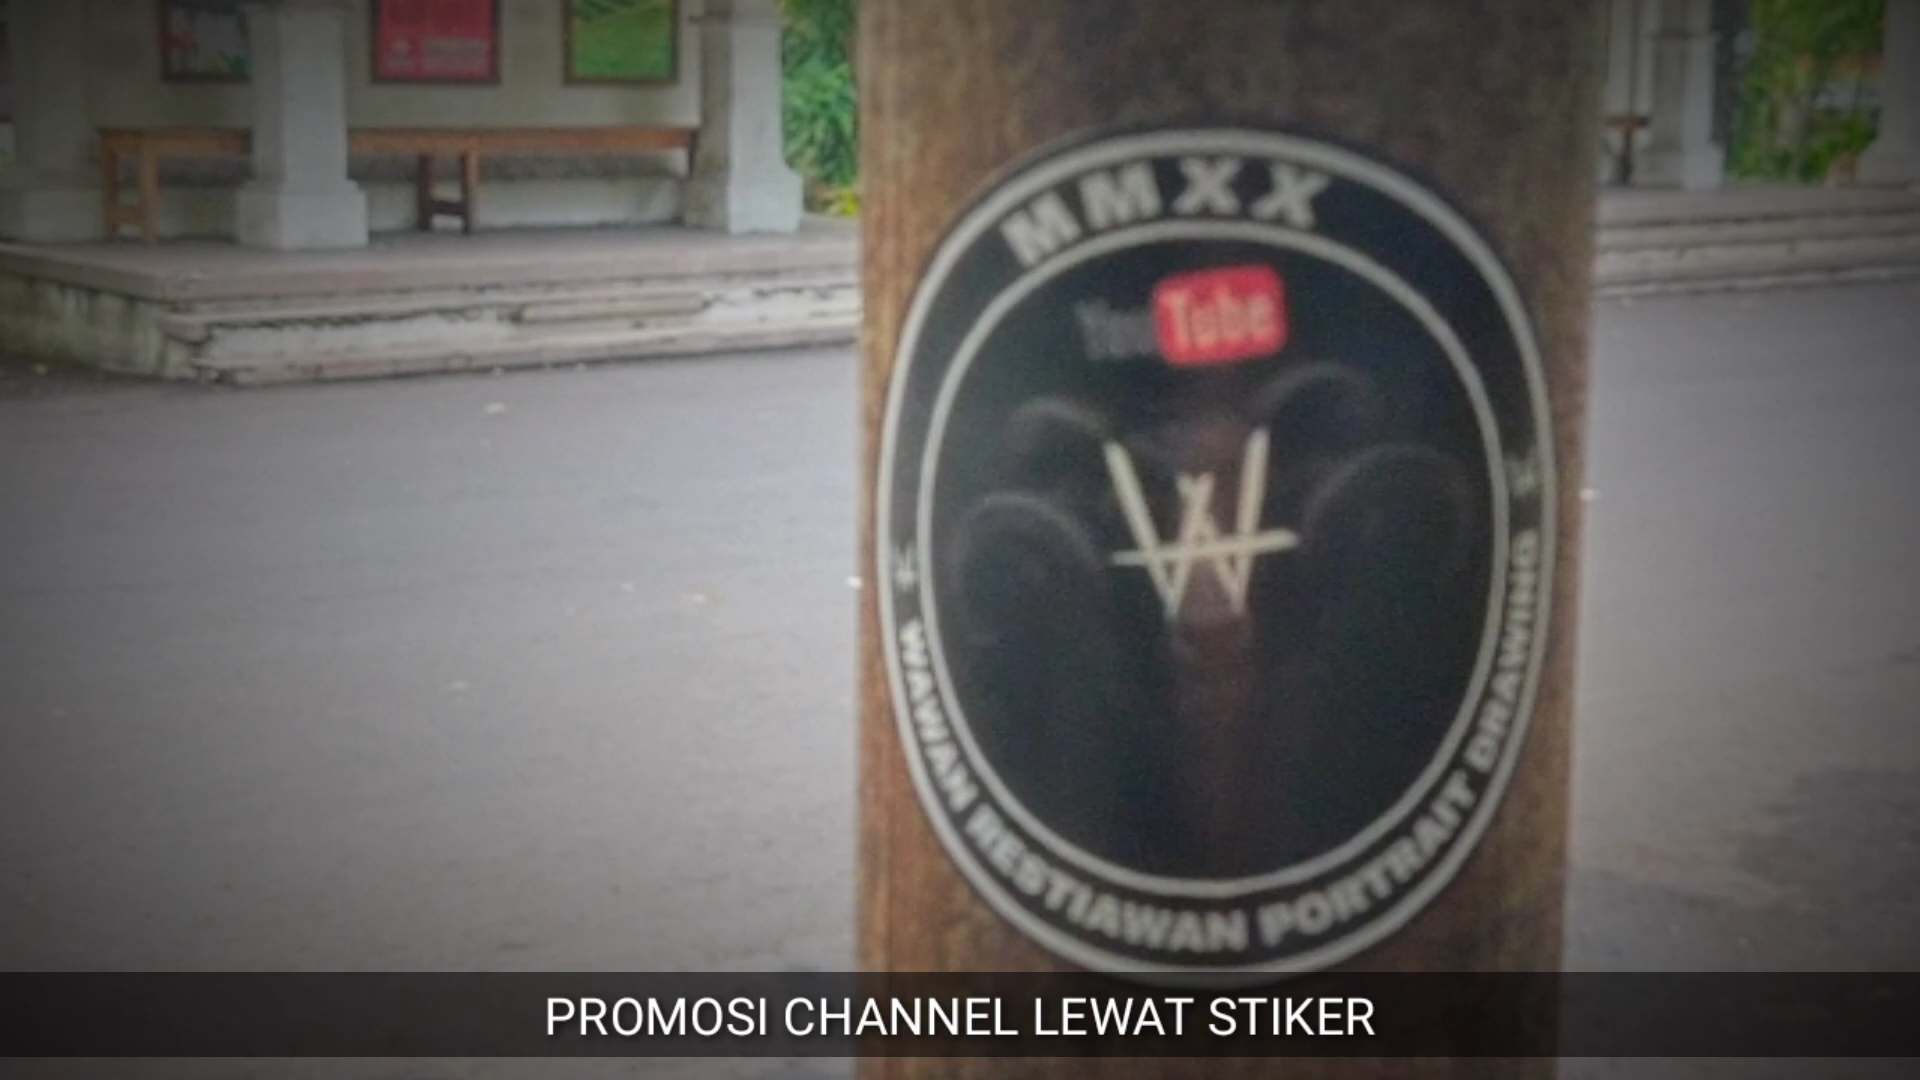 MMXX
YouTube
W
WAWAN RESTIAWAN PORTRAIT DRAWING
PROMOSI CHANNEL LEWAT STIKER